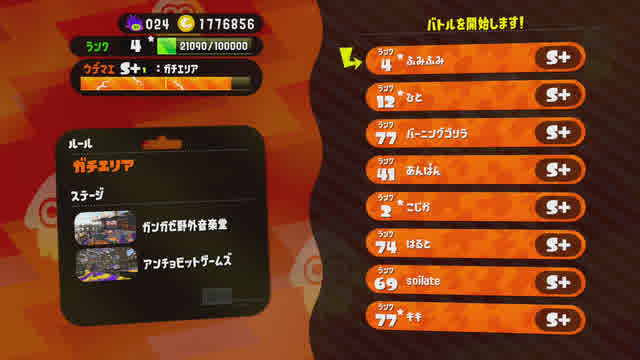 024 1776856
ランク 4★ 21090/100000
ウデマエ S+1 :ガチエリア
ルール
ガチエリア
ステージ
ガンガゼ野外音楽堂
アンチョビットゲームズ
バトルを開始します!
ランク 4★ ふみふみ S+
ランク 12★ ひと S+
ランク 77 バーニングゴリラ S+
ランク 41 あんぱん S+
ランク 2★ こじか S+
ランク 74 はると S+
ランク 69 soilate S+
ランク 77★ キキ S+